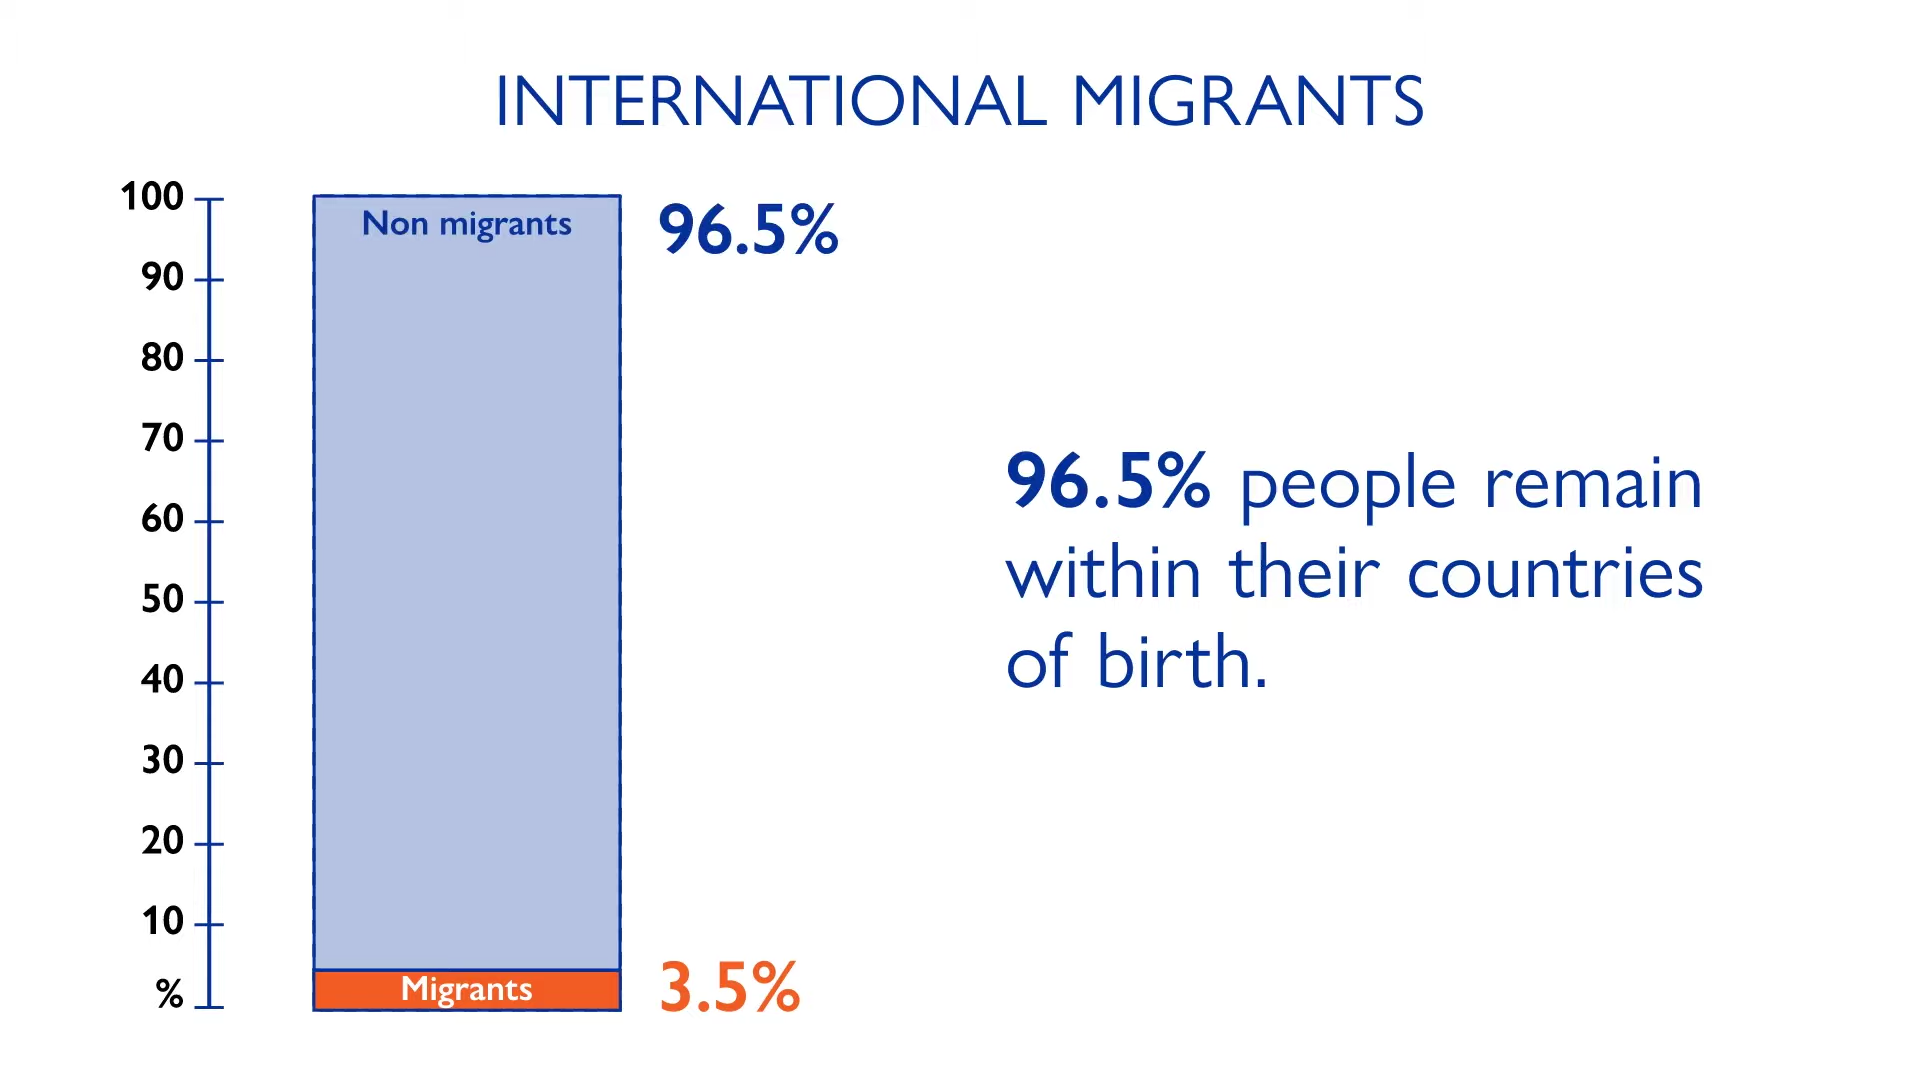 INTERNATIONAL MIGRANTS
100
90
80
70
60
50
40
30
20
10
%
Non migrants
Migrants
96.5%
3.5%
96.5% people remain
within their countries
of birth.